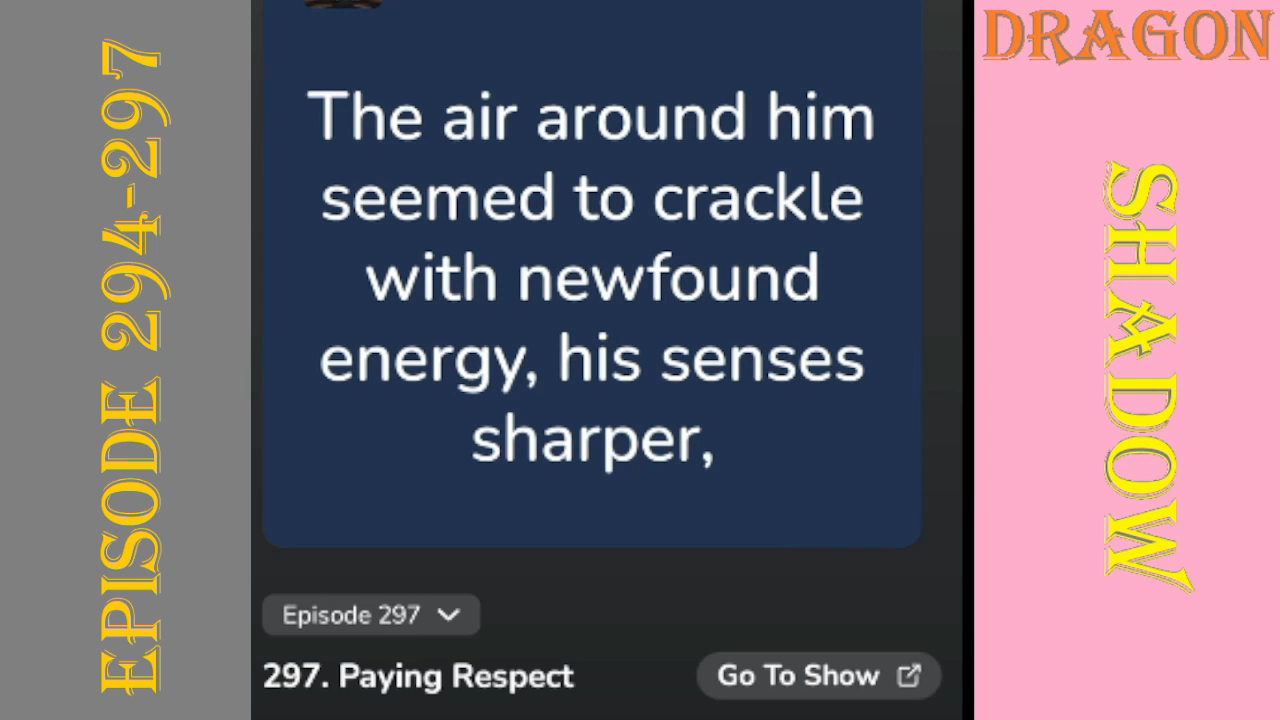 EPISODE 294-297
The air around him
seemed to crackle
with newfound
energy, his senses
sharper,
Episode 297
297. Paying Respect
Go To Show
DRAGON
SHADOW